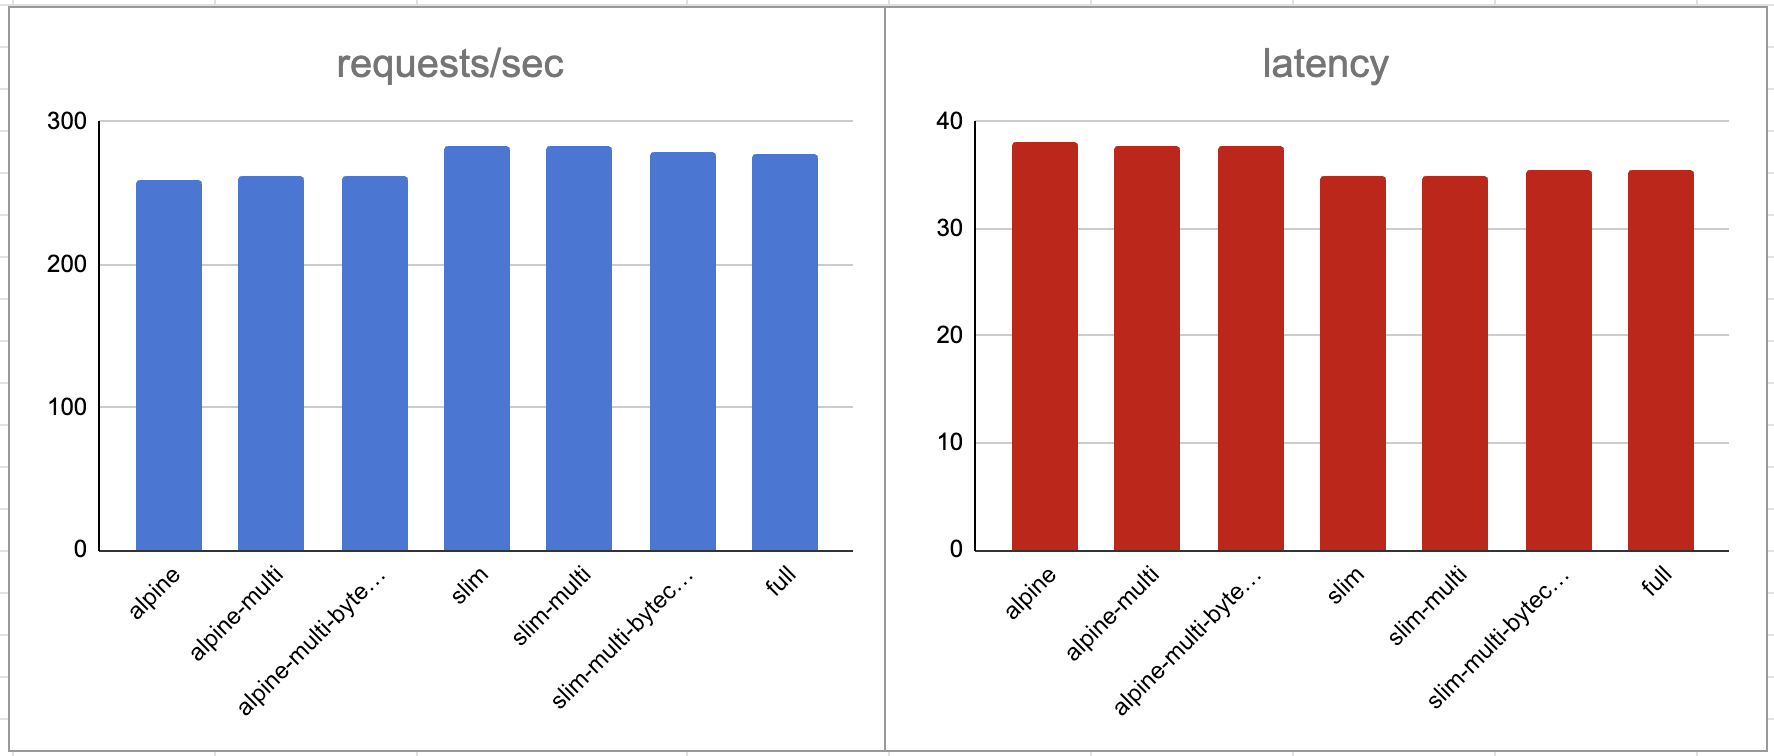 requests/sec
300
200
100
0
alpine
alpine-multi
alpine-multi-byte…
slim
slim-multi
slim-multi-bytec…
full
latency
40
30
20
10
0
alpine
alpine-multi
alpine-multi-byte…
slim
slim-multi
slim-multi-bytec…
full